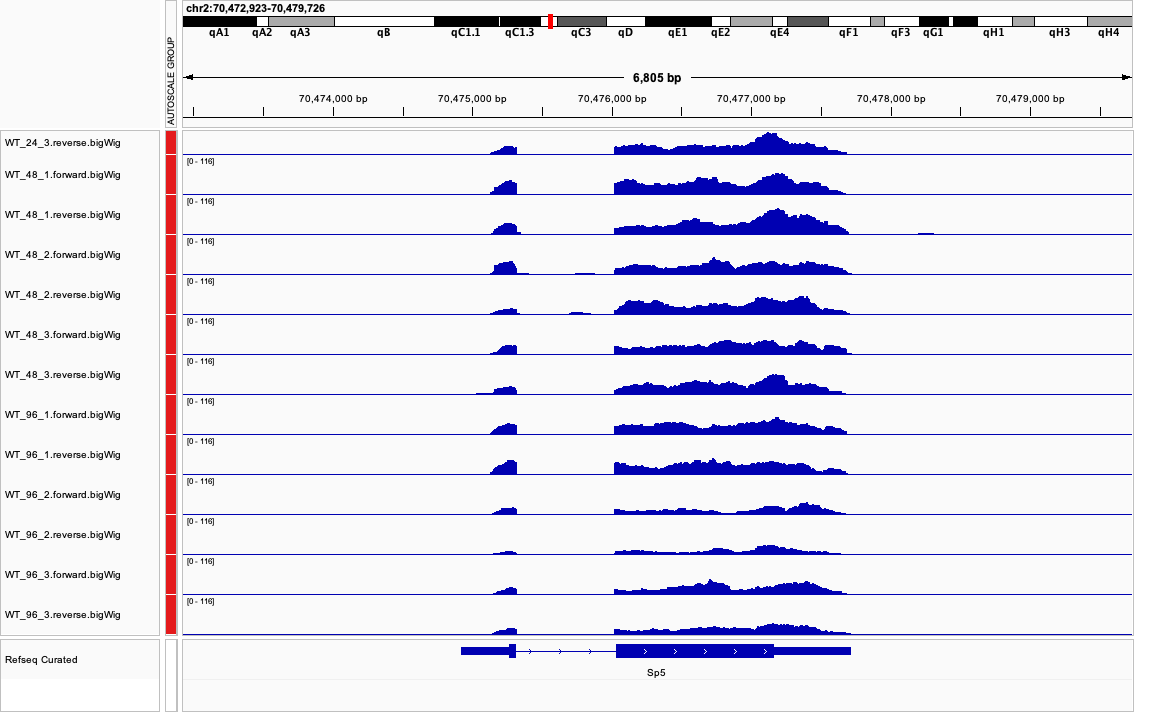 chr2:70,472,923-70,479,726
qA1 qA2 qA3 qB qC1.1 qC1.3 qC3 qD qE1 qE2 qE4 qF1 qF3 qG1 qH1 qH3 qH4
AUTOSCALE GROUP
6,805 bp
70,474,000 bp 70,475,000 bp 70,476,000 bp 70,477,000 bp 70,478,000 bp 70,479,000 bp
WT_24_3.reverse.bigWig
[0 - 116]
WT_48_1.forward.bigWig
[0 - 116]
WT_48_1.reverse.bigWig
[0 - 116]
WT_48_2.forward.bigWig
[0 - 116]
WT_48_2.reverse.bigWig
[0 - 116]
WT_48_3.forward.bigWig
[0 - 116]
WT_48_3.reverse.bigWig
[0 - 116]
WT_96_1.forward.bigWig
[0 - 116]
WT_96_1.reverse.bigWig
[0 - 116]
WT_96_2.forward.bigWig
[0 - 116]
WT_96_2.reverse.bigWig
[0 - 116]
WT_96_3.forward.bigWig
[0 - 116]
WT_96_3.reverse.bigWig
Refseq Curated
Sp5